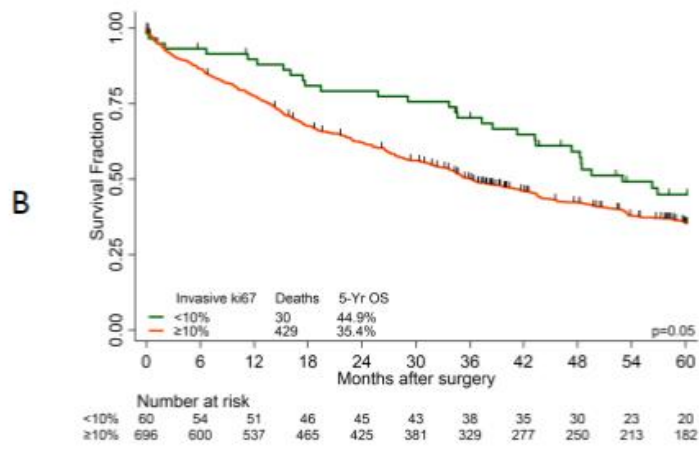 B
Survival Fraction
1.00
0.75
0.50
0.25
0.00
Invasive ki67 Deaths 5-Yr OS
<10% 30 44.9%
≥10% 429 35.4%
p=0.05
0 6 12 18 24 30 36 42 48 54 60
Months after surgery
Number at risk
<10% 60 54 51 46 45 43 38 35 30 23 20
≥10% 696 600 537 465 425 381 329 277 250 213 182